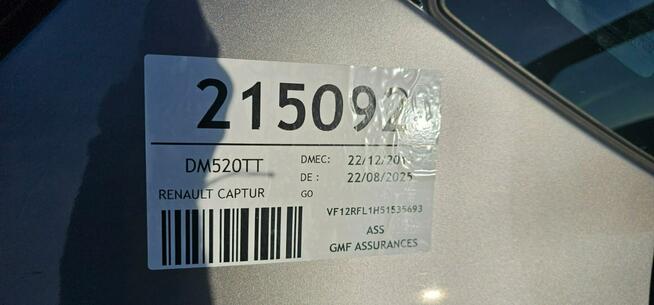 215092
DM520TT DMEC: 22/12/201
DE : 22/08/2025
RENAULT CAPTUR GO
VF12RFL1H51535693
ASS
GMF ASSURANCES